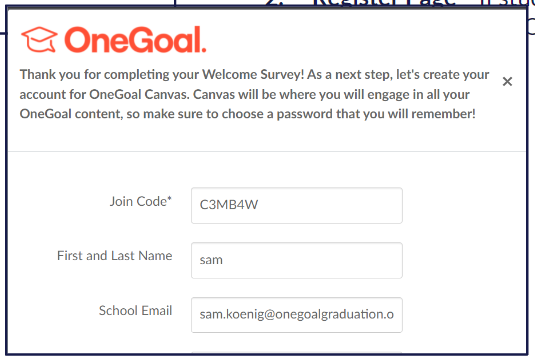 2. Register Page
OneGoal.
Thank you for completing your Welcome Survey! As a next step, let's create your
account for OneGoal Canvas. Canvas will be where you will engage in all your
OneGoal content, so make sure to choose a password that you will remember!
×
Join Code* C3MB4W
First and Last Name sam
School Email sam.koenig@onegoalgraduation.o